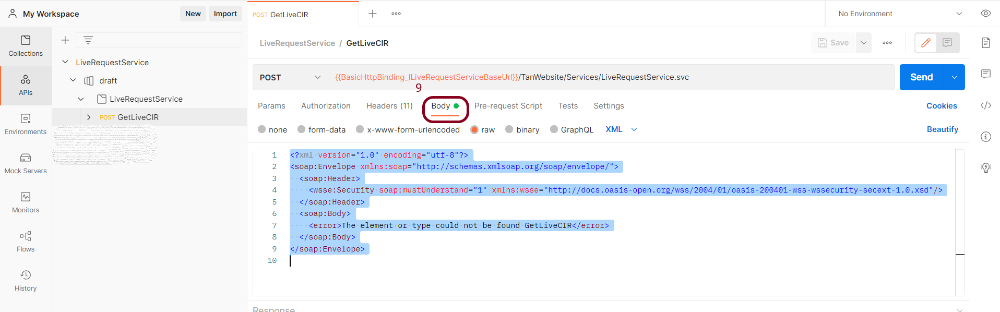 My Workspace
New
Import
POST GetLiveCIR
No Environment
Collections
APIs
Environments
Mock Servers
Monitors
Flows
History
LiveRequestService
draft
LiveRequestService
POST GetLiveCIR
LiveRequestService / GetLiveCIR
Save
POST
{{BasicHttpBinding_ILiveRequestServiceBaseUrl}}/TanWebsite/Services/LiveRequestService.svc
Send
9
Params Authorization Headers (11) Body Pre-request Script Tests Settings
Cookies
none form-data x-www-form-urlencoded raw binary GraphQL XML
Beautify
1 <?xml version="1.0" encoding="utf-8"?>
2 <soap:Envelope xmlns:soap="http://schemas.xmlsoap.org/soap/envelope/">
3 <soap:Header>
4 <wsse:Security soap:mustUnderstand="1" xmlns:wsse="http://docs.oasis-open.org/wss/2004/01/oasis-200401-wss-wssecurity-secext-1.0.xsd"/>
5 </soap:Header>
6 <soap:Body>
7 <error>The element or type could not be found GetLiveCIR</error>
8 </soap:Body>
9 </soap:Envelope>
10
Response